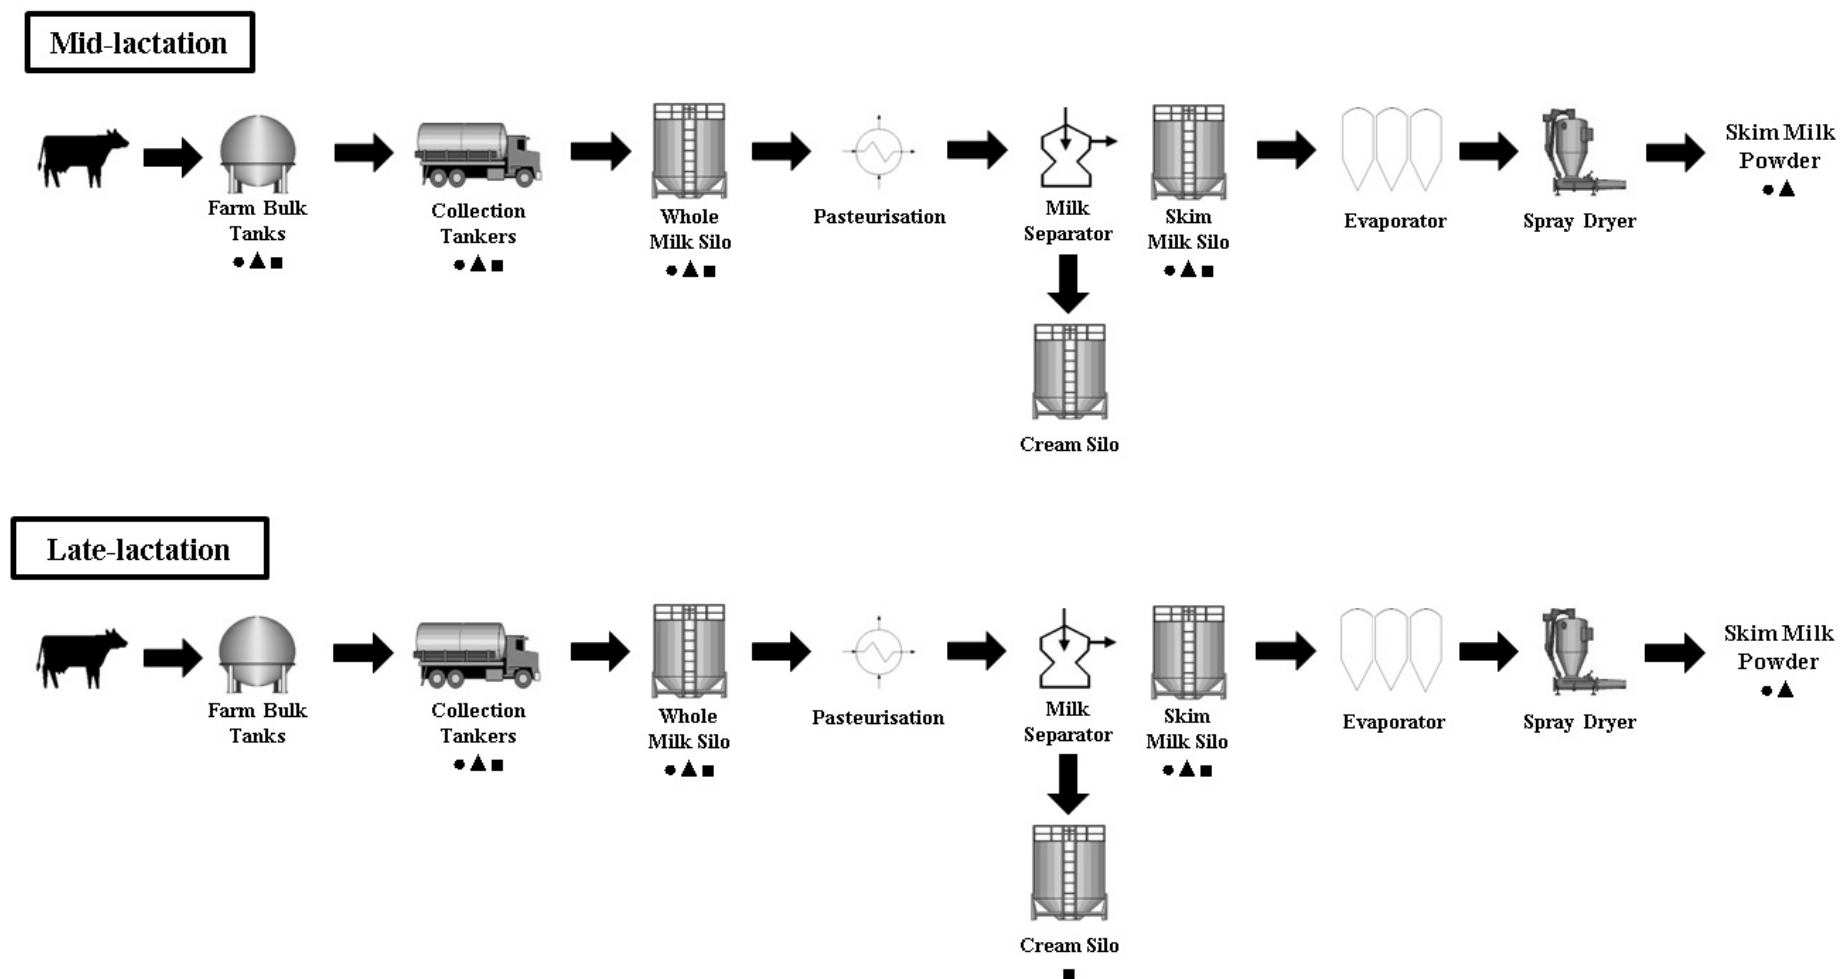 Mid-lactation
Farm Bulk
Tanks
●▲■
Collection
Tankers
●▲■
Whole
Milk Silo
●▲■
Pasteurisation
Milk
Separator
Skim
Milk Silo
●▲■
Evaporator
Spray Dryer
Skim Milk
Powder
●▲
Cream Silo
Late-lactation
Farm Bulk
Tanks
Collection
Tankers
●▲■
Whole
Milk Silo
●▲■
Pasteurisation
Milk
Separator
Skim
Milk Silo
●▲■
Evaporator
Spray Dryer
Skim Milk
Powder
●▲
Cream Silo
■